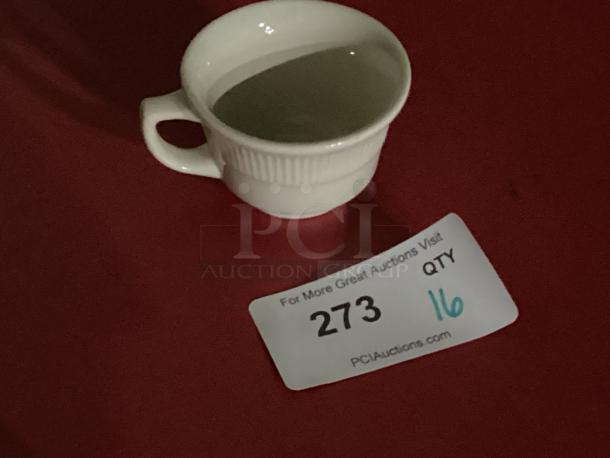 PCI
AUCTION GROUP
For More Great Auctions Visit
273 QTY 16
PCIAuctions.com